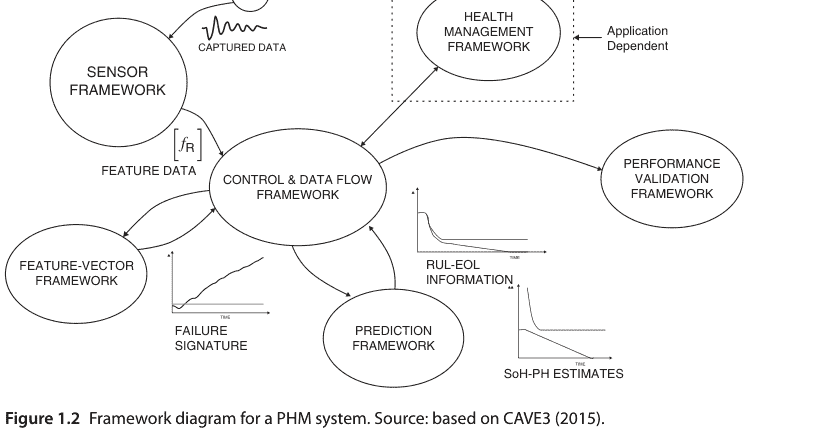 HEALTH
MANAGEMENT
FRAMEWORK
Application
Dependent
CAPTURED DATA
SENSOR
FRAMEWORK
[fR]
FEATURE DATA
CONTROL & DATA FLOW
FRAMEWORK
PERFORMANCE
VALIDATION
FRAMEWORK
FEATURE-VECTOR
FRAMEWORK
TIME
FAILURE
SIGNATURE
TIME
RUL-EOL
INFORMATION
PREDICTION
FRAMEWORK
TIME
SoH-PH ESTIMATES
Figure 1.2 Framework diagram for a PHM system. Source: based on CAVE3 (2015).